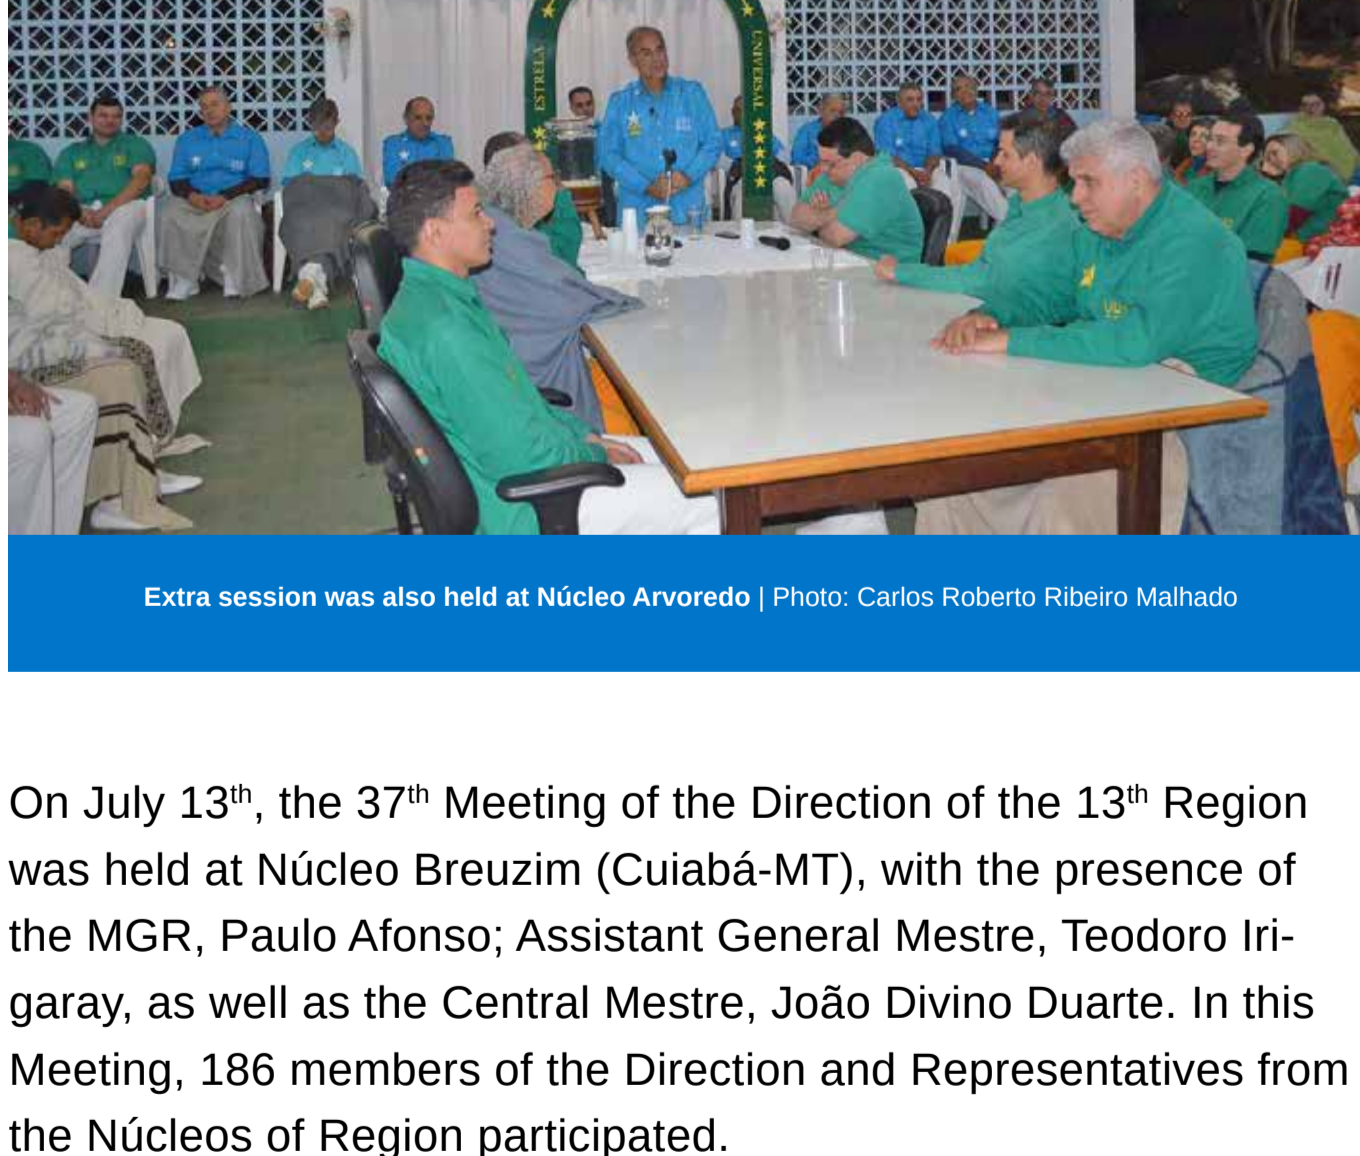 ESTRELA
UNIVERSAL
Extra session was also held at Núcleo Arvoredo | Photo: Carlos Roberto Ribeiro Malhado
On July 13th, the 37th Meeting of the Direction of the 13th Region
was held at Núcleo Breuzim (Cuiabá-MT), with the presence of
the MGR, Paulo Afonso; Assistant General Mestre, Teodoro Iri-
garay, as well as the Central Mestre, João Divino Duarte. In this
Meeting, 186 members of the Direction and Representatives from
the Núcleos of Region participated.